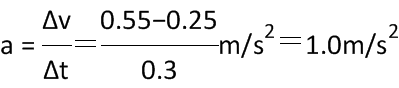 a = Δv/Δt = 0.55−0.25/0.3 m/s² = 1.0m/s²